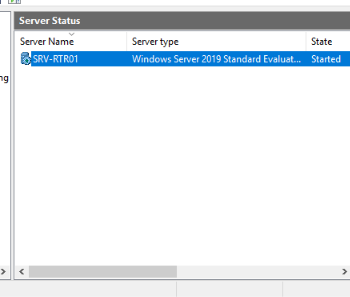 Server Status
Server Name Server type State
ng
SRV-RTR01 Windows Server 2019 Standard Evaluat... Started